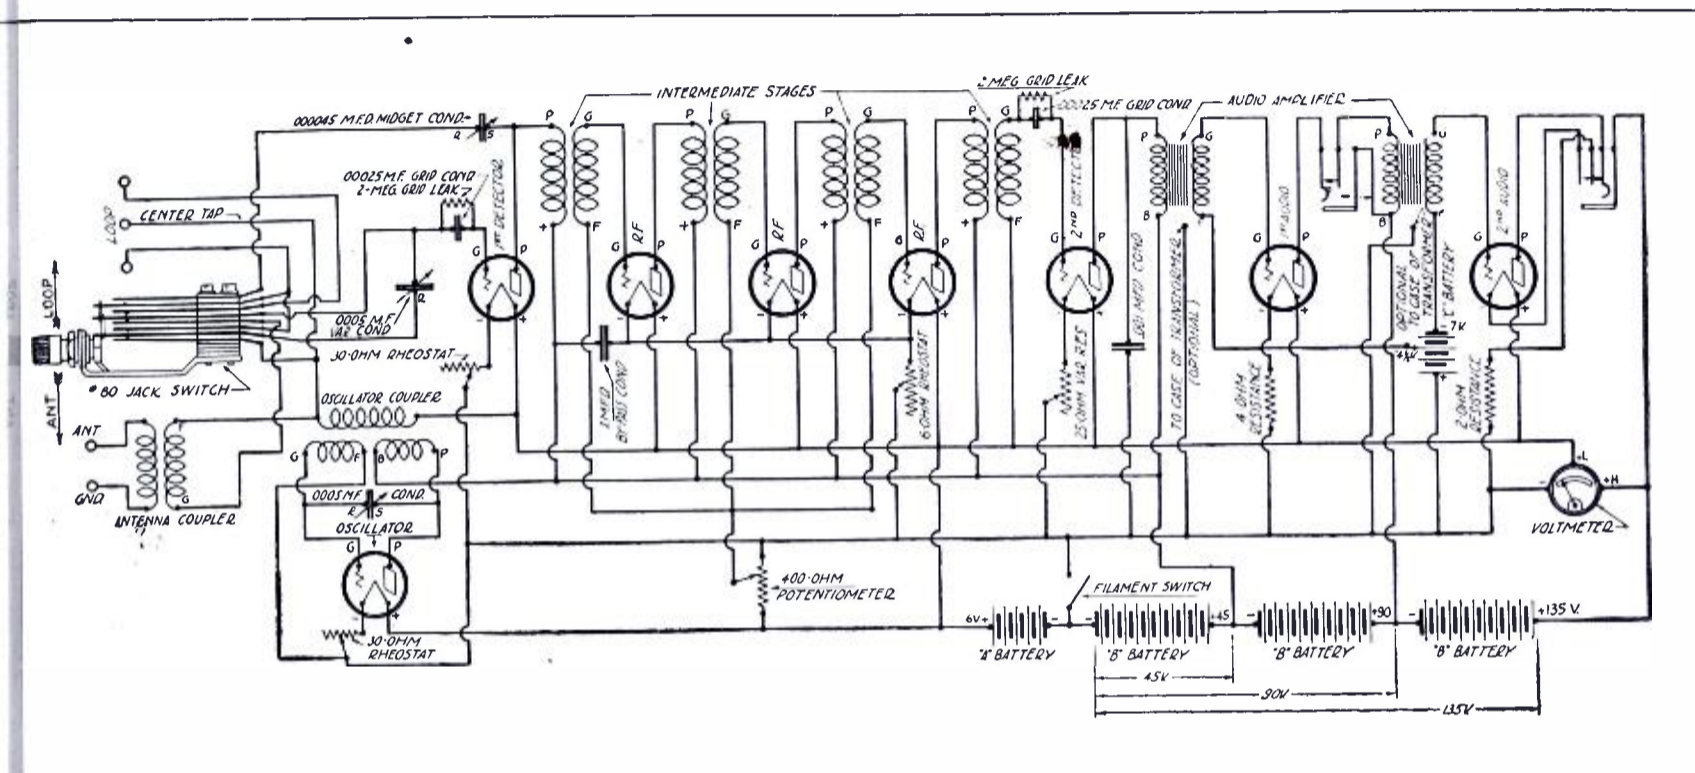 INTERMEDIATE STAGES
MEG GRID LEAK
.00025 M.F. GRID COND
AUDIO AMPLIFIER
.000045 M.F.D. MIDGET COND.
R S
P G
P G
P G
P G
P G
P
.00025 M.F. GRID COND
2-MEG. GRID LEAK
1ST DETECTOR
LOOP
CENTER TAP
+ F
+ F
+ F
+ F
B
B
G P
RF
G P
RF
G P
RF
P
2ND DETECTOR
G P
1ST AUDIO
G P
2ND AUDIO
G P
- +
- +
- +
- +
- +
- +
- +
LOOP
ANT
R
.0005 M.F.
VAR. COND
30-OHM RHEOSTAT
#80 JACK SWITCH
OSCILLATOR COUPLER
1 MFD
BYPASS COND
6 OHM RHEOSTAT
25 OHM VAR. RES
.001 MFD COND
TO CASE OF TRANSFORMER
(OPTIONAL)
4 OHM
RESISTANCE
OPTIONAL
TO CASE OF
TRANSFORMER
"C" BATTERY
4½V
+
2 OHM
RESISTANCE
ANT
GND
G
ANTENNA COUPLER
G F B P
.0005 M.F. COND.
R S
OSCILLATOR
G P
- +
30-OHM
RHEOSTAT
400-OHM
POTENTIOMETER
FILAMENT SWITCH
+L
- +H
VOLTMETER
6V+ - - +45 - +90 - +135 V.
"A" BATTERY
"B" BATTERY
"B" BATTERY
"B" BATTERY
45V
90V
135V